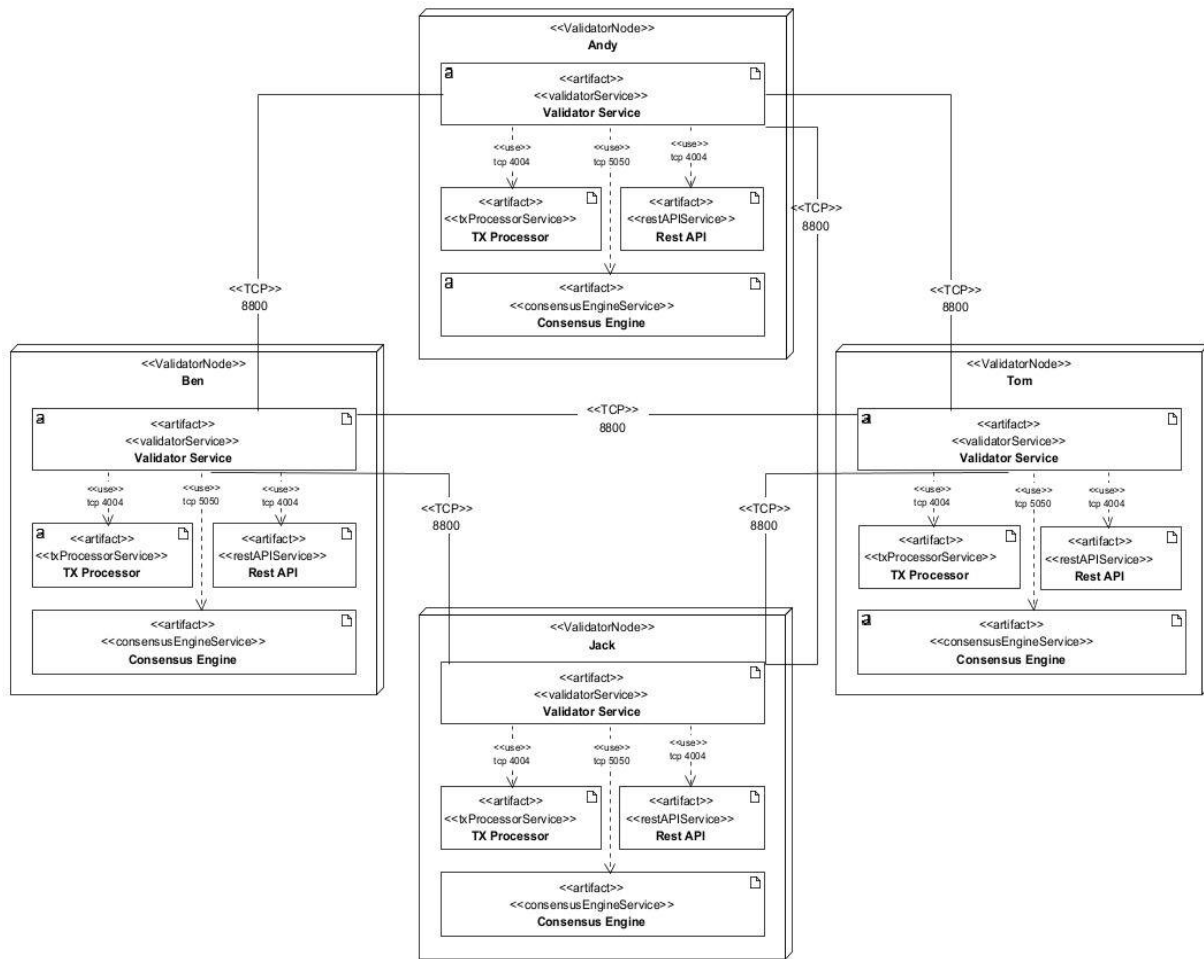 <<ValidatorNode>>
Andy
a
<<artifact>>
<<validatorService>>
Validator Service
<<use>>
tcp 4004
<<use>>
tcp 5050
<<use>>
tcp 4004
<<artifact>>
<<txProcessorService>>
TX Processor
<<artifact>>
<<restAPIService>>
Rest API
a
<<artifact>>
<<consensusEngineService>>
Consensus Engine
<<TCP>>
8800
<<TCP>>
8800
<<TCP>>
8800
<<ValidatorNode>>
Ben
a
<<artifact>>
<<validatorService>>
Validator Service
<<use>>
tcp 4004
<<use>>
tcp 5050
<<use>>
tcp 4004
a
<<artifact>>
<<txProcessorService>>
TX Processor
<<artifact>>
<<restAPIService>>
Rest API
<<artifact>>
<<consensusEngineService>>
Consensus Engine
<<TCP>>
8800
<<TCP>>
8800
<<TCP>>
8800
<<ValidatorNode>>
Tom
a
<<artifact>>
<<validatorService>>
Validator Service
<<use>>
tcp 4004
<<use>>
tcp 5050
<<use>>
tcp 4004
<<artifact>>
<<txProcessorService>>
TX Processor
<<artifact>>
<<restAPIService>>
Rest API
a
<<artifact>>
<<consensusEngineService>>
Consensus Engine
<<ValidatorNode>>
Jack
<<artifact>>
<<validatorService>>
Validator Service
<<use>>
tcp 4004
<<use>>
tcp 5050
<<use>>
tcp 4004
<<artifact>>
<<txProcessorService>>
TX Processor
<<artifact>>
<<restAPIService>>
Rest API
<<artifact>>
<<consensusEngineService>>
Consensus Engine